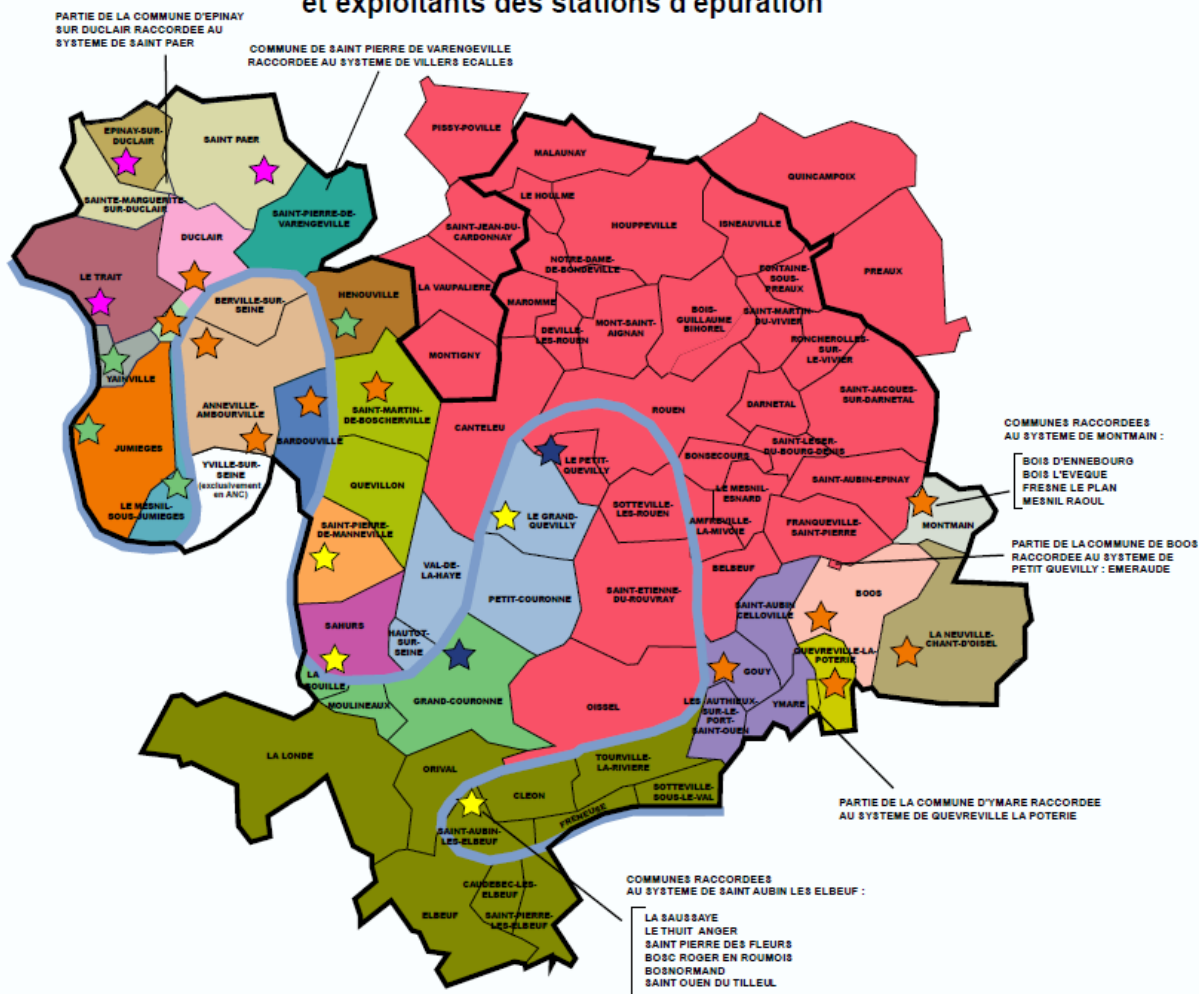 et exploitants des stations d'épuration
PARTIE DE LA COMMUNE D'EPINAY
SUR DUCLAIR RACCORDEE AU
SYSTEME DE SAINT PAER
COMMUNE DE SAINT PIERRE DE VARENGEVILLE
RACCORDEE AU SYSTEME DE VILLERS ECALLES
PISSY-POVILLE
EPINAY-SUR-
DUCLAIR
SAINT PAER
MALAUNAY
QUINCAMPOIX
LE HOULME
SAINTE-MARGUERITE-
SUR-DUCLAIR
SAINT-PIERRE-DE-
VARENGEVILLE
SAINT-JEAN-DU-
CARDONNAY
HOUPPEVILLE
ISNEAUVILLE
DUCLAIR
NOTRE-DAME-
DE-BONDEVILLE
FONTAINE-
SOUS-
PREAUX
PREAUX
LE TRAIT
LA VAUPALIERE
HENOUVILLE
BERVILLE-SUR-
SEINE
MAROMME
BOIS-
GUILLAUME
BIHOREL
SAINT-MARTIN
DU-VIVIER
DEVILLE-
LES-ROUEN
MONT-SAINT-
AIGNAN
RONCHEROLLES-
SUR-
LE-VIVIER
MONTIGNY
YAINVILLE
SAINT-JACQUES-
SUR-DARNETAL
ANNEVILLE-
AMBOURVILLE
SAINT-MARTIN-
DE-BOSCHERVILLE
ROUEN
DARNETAL
CANTELEU
BARDOUVILLE
SAINT-LEGER-
DU-BOURG-DENIS
JUMIEGES
BONSECOURS
LE PETIT-
QUEVILLY
YVILLE-SUR-
SEINE
(exclusivement
en ANC)
QUEVILLON
SAINT-AUBIN-EPINAY
LE MESNIL-
ESNARD
LE MESNIL-
SOUS-JUMIEGES
SOTTEVILLE-
LES-ROUEN
LE GRAND-
QUEVILLY
AMFREVILLE-
LA-MIVOIE
FRANQUEVILLE-
SAINT-PIERRE
MONTMAIN
SAINT-PIERRE-
DE-MANNEVILLE
VAL-DE-
LA-HAYE
BELBEUF
COMMUNES RACCORDEES
AU SYSTEME DE MONTMAIN :
BOIS D'ENNEBOURG
BOIS L'EVEQUE
FRESNE LE PLAN
MESNIL RAOUL
PARTIE DE LA COMMUNE DE BOOS
RACCORDEE AU SYSTEME DE
PETIT QUEVILLY : EMERAUDE
PETIT-COURONNE
SAINT-ETIENNE-
DU-ROUVRAY
BOOS
SAINT-AUBIN
CELLOVILLE
SAHURS
HAUTOT-
SUR-
SEINE
LA NEUVILLE-
CHANT-D'OISEL
QUEVREVILLE-LA-
POTERIE
GOUY
LA
BOUILLE
MOULINEAUX
GRAND-COURONNE
OISSEL
LES AUTHIEUX-
SUR-LE-
PORT-
SAINT-OUEN
YMARE
LA LONDE
ORIVAL
TOURVILLE-
LA-RIVIERE
CLEON
SOTTEVILLE-
SOUS-LE-VAL
FRENEUSE
PARTIE DE LA COMMUNE D'YMARE RACCORDEE
AU SYSTEME DE QUEVREVILLE LA POTERIE
SAINT-AUBIN-
LES-ELBEUF
CAUDEBEC-LES-
ELBEUF
ELBEUF
SAINT-PIERRE-
LES-ELBEUF
COMMUNES RACCORDEES
AU SYSTEME DE SAINT AUBIN LES ELBEUF :
LA SAUSSAYE
LE THUIT ANGER
SAINT PIERRE DES FLEURS
BOSC ROGER EN ROUMOIS
BOSNORMAND
SAINT OUEN DU TILLEUL